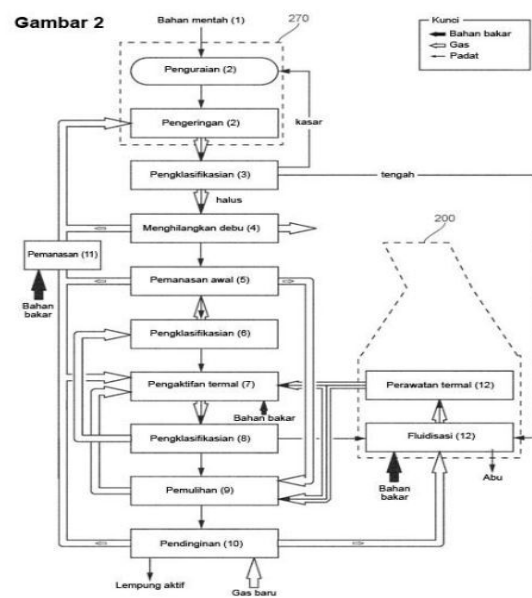 Gambar 2
Bahan mentah (1)
270
Kunci
Bahan bakar
Gas
Padat
Penguraian (2)
kasar
Pengeringan (2)
Pengklasifikasian (3)
tengah
halus
Menghilangkan debu (4)
200
Pemanasan (11)
Bahan
bakar
Pemanasan awal (5)
Pengklasifikasian (6)
Pengaktifan termal (7)
Perawatan termal (12)
Bahan bakar
Pengklasifikasian (8)
Fluidisasi (12)
Bahan
bakar
Abu
Pemulihan (9)
Pendinginan (10)
Lempung aktif
Gas baru